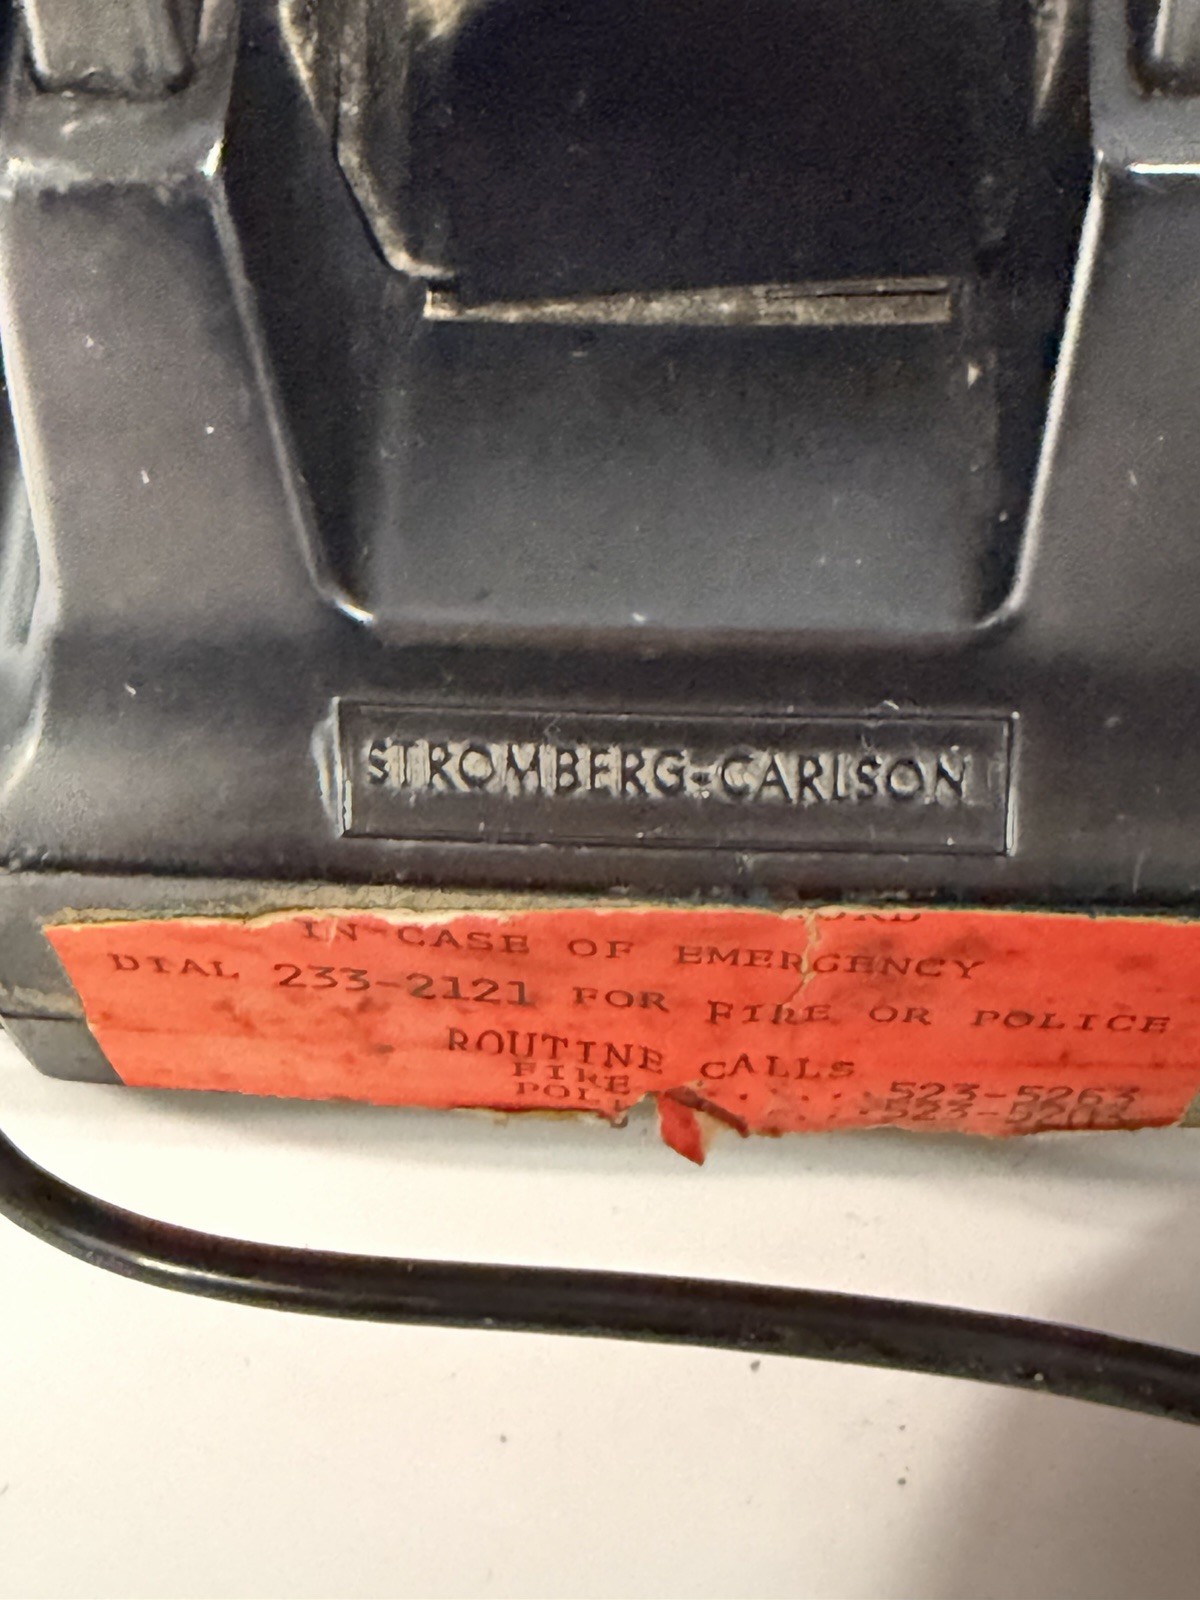 STROMBERG-CARLSON
IN CASE OF EMERGENCY
DIAL 233-2121 FOR FIRE OR POLICE
ROUTINE CALLS
FIRE ......523-5263